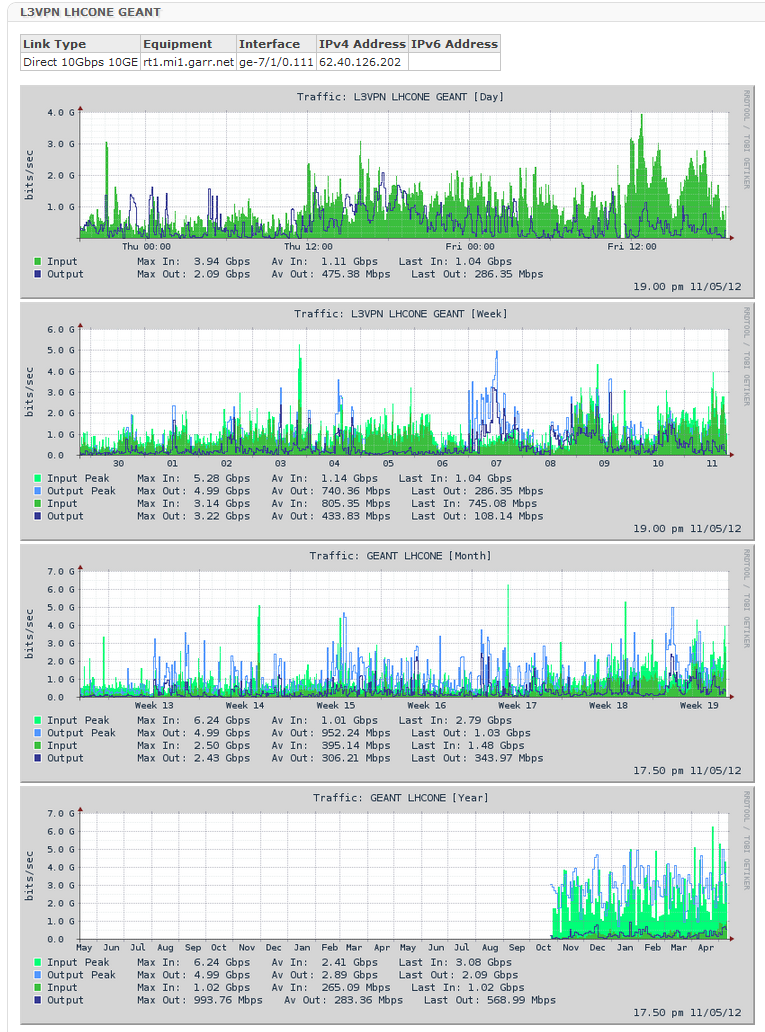 L3VPN LHCONE GEANT
Link Type Equipment Interface IPv4 Address IPv6 Address
Direct 10Gbps 10GE rt1.mi1.garr.net ge-7/1/0.111 62.40.126.202
Traffic: L3VPN LHCONE GEANT [Day]
RRDTOOL / TOBI OETIKER
bits/sec
4.0 G
3.0 G
2.0 G
1.0 G
Thu 00:00 Thu 12:00 Fri 00:00 Fri 12:00
Input Max In: 3.94 Gbps Av In: 1.11 Gbps Last In: 1.04 Gbps
Output Max Out: 2.09 Gbps Av Out: 475.38 Mbps Last Out: 286.35 Mbps
19.00 pm 11/05/12
Traffic: L3VPN LHCONE GEANT [Week]
RRDTOOL / TOBI OETIKER
bits/sec
6.0 G
5.0 G
4.0 G
3.0 G
2.0 G
1.0 G
0.0
30 01 02 03 04 05 06 07 08 09 10 11
Input Peak Max In: 5.28 Gbps Av In: 1.14 Gbps Last In: 1.04 Gbps
Output Peak Max Out: 4.99 Gbps Av Out: 740.36 Mbps Last Out: 286.35 Mbps
Input Max In: 3.14 Gbps Av In: 805.35 Mbps Last In: 745.08 Mbps
Output Max Out: 3.22 Gbps Av Out: 433.83 Mbps Last Out: 108.14 Mbps
19.00 pm 11/05/12
Traffic: GEANT LHCONE [Month]
RRDTOOL / TOBI OETIKER
bits/sec
7.0 G
6.0 G
5.0 G
4.0 G
3.0 G
2.0 G
1.0 G
0.0
Week 13 Week 14 Week 15 Week 16 Week 17 Week 18 Week 19
Input Peak Max In: 6.24 Gbps Av In: 1.01 Gbps Last In: 2.79 Gbps
Output Peak Max Out: 4.99 Gbps Av Out: 952.24 Mbps Last Out: 1.03 Gbps
Input Max In: 2.50 Gbps Av In: 395.14 Mbps Last In: 1.48 Gbps
Output Max Out: 2.43 Gbps Av Out: 306.21 Mbps Last Out: 343.97 Mbps
17.50 pm 11/05/12
Traffic: GEANT LHCONE [Year]
RRDTOOL / TOBI OETIKER
bits/sec
7.0 G
6.0 G
5.0 G
4.0 G
3.0 G
2.0 G
1.0 G
0.0
May Jun Jul Aug Sep Oct Nov Dec Jan Feb Mar Apr May Jun Jul Aug Sep Oct Nov Dec Jan Feb Mar Apr
Input Peak Max In: 6.24 Gbps Av In: 2.41 Gbps Last In: 3.08 Gbps
Output Peak Max Out: 4.99 Gbps Av Out: 2.89 Gbps Last Out: 2.09 Gbps
Input Max In: 1.02 Gbps Av In: 265.09 Mbps Last In: 1.02 Gbps
Output Max Out: 993.76 Mbps Av Out: 283.36 Mbps Last Out: 568.99 Mbps
17.50 pm 11/05/12